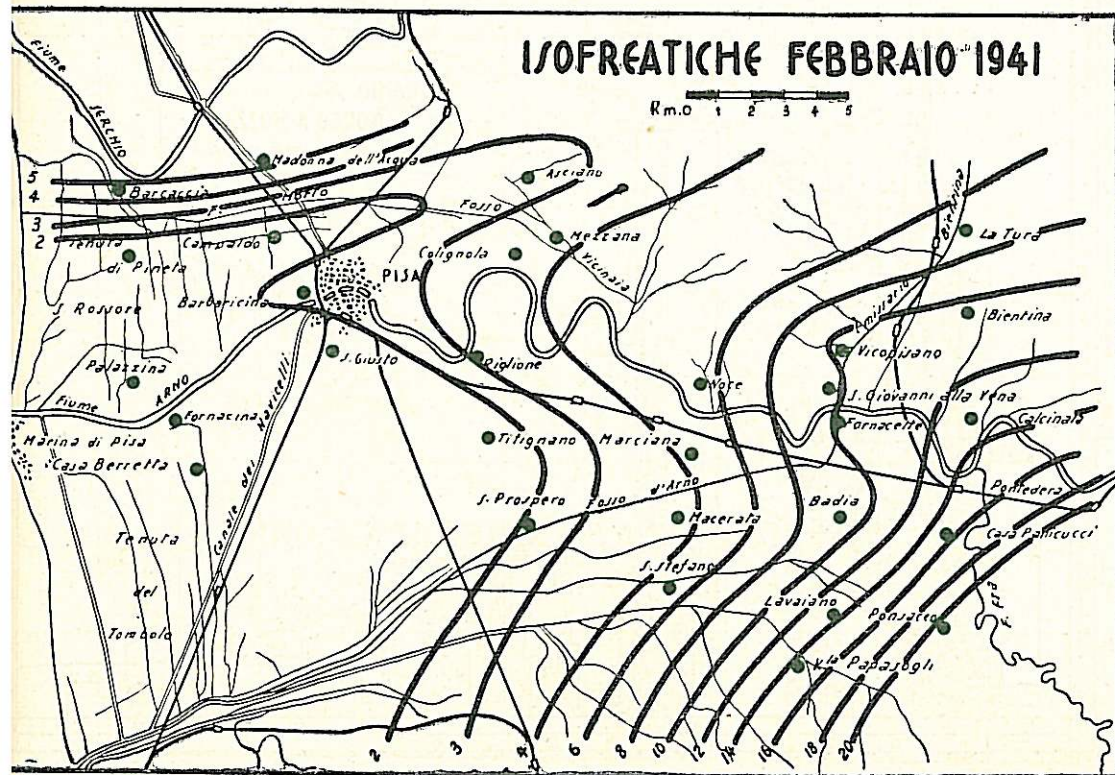 ISOFREATICHE FEBBRAIO 1941
Km.0 1 2 3 4 5
Fiume
SERCHIO
Madonna dell'Acqua
5
4
3
2
Barcaccia
Asciano
Fosso
Bientina
La Tura
Tenuta
di Pineta
Campaldo
Colignola
Mezzana
Vicinaia
PISA
S. Rossore
Barbaricina
Emissario
Bientina
S. Giusto
Riglione
Vicopisano
Palazzina
Noce
S. Giovanni alla Vena
Fiume ARNO
Fornacina
Fornacette
Calcinaia
Marina di Pisa
Casa Berretta
Titignano
Marciana
Canale dei Navicelli
S. Prospero
Fosso
d'Arno
Badia
Pontedera
Macerata
Casa Panicucci
Tenuta
del
Tombolo
S. Stefano
Lavaiano
Ponsacco
F. Era
Vla Papasogli
2 3 4 6 8 10 12 14 16 18 20